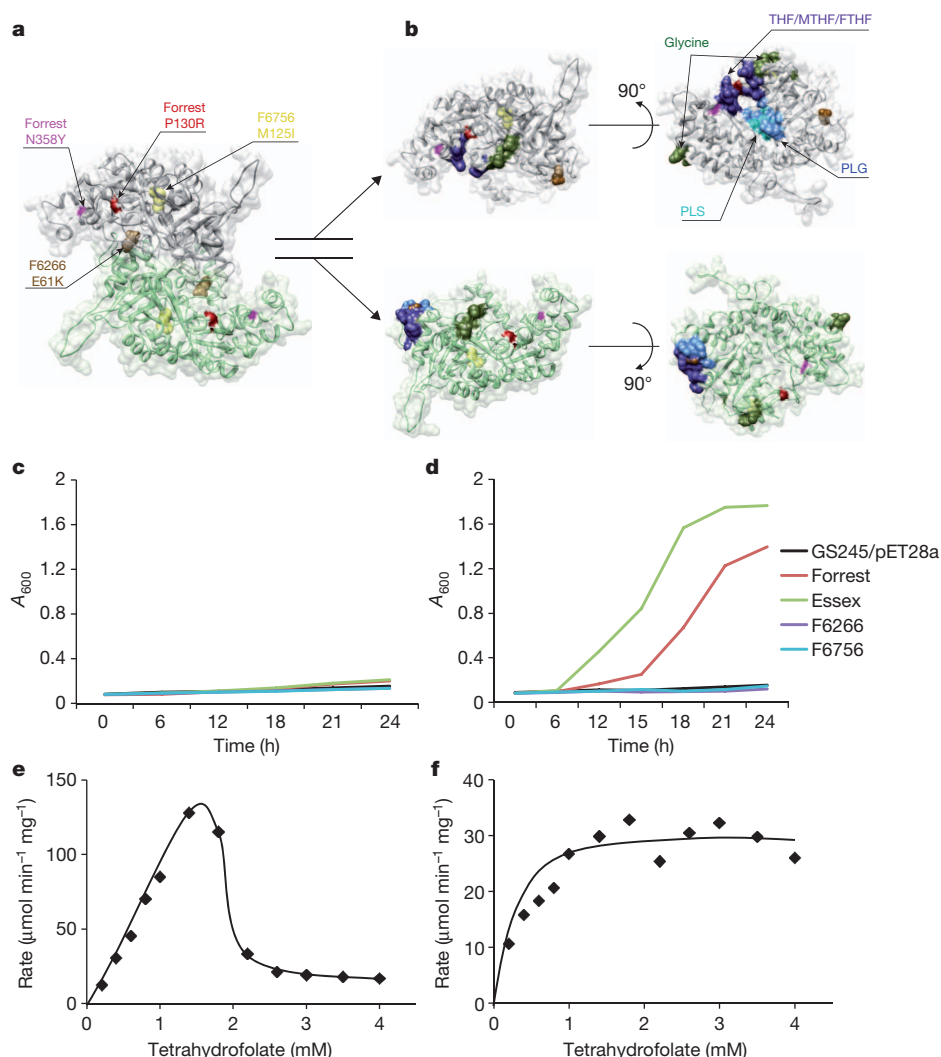 a
b
THF/MTHF/FTHF
Glycine
Forrest
P130R
F6756
M125I
Forrest
N358Y
90°
PLG
PLS
F6266
E61K
90°
c
d
2
1.6
1.2
0.8
0.4
0
A600
0 6 12 18 21 24
Time (h)
2
1.6
1.2
0.8
0.4
0
A600
0 6 12 15 18 21 24
Time (h)
GS245/pET28a
Forrest
Essex
F6266
F6756
e
f
150
100
50
0
Rate (μmol min−1 mg−1)
0 1 2 3 4
Tetrahydrofolate (mM)
40
30
20
10
0
Rate (μmol min−1 mg−1)
0 1 2 3 4
Tetrahydrofolate (mM)